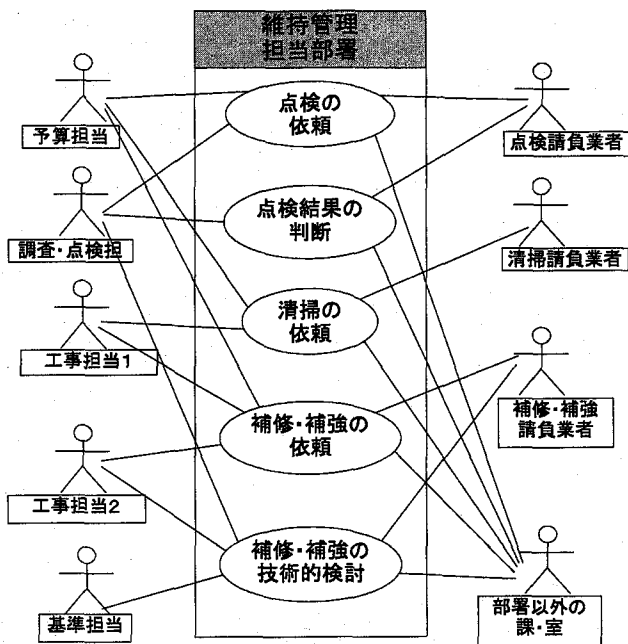 維持管理
担当部署
予算担当
調査・点検担
工事担当1
工事担当2
基準担当
点検の
依頼
点検結果の
判断
清掃の
依頼
補修・補強の
依頼
補修・補強の
技術的検討
点検請負業者
清掃請負業者
補修・補強
請負業者
部署以外の
課・室